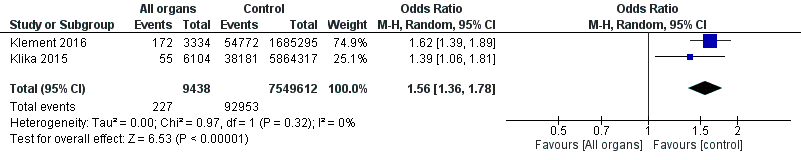 All organs Control Odds Ratio Odds Ratio
Study or Subgroup Events Total Events Total Weight M-H, Random, 95% CI M-H, Random, 95% CI
Klement 2016 172 3334 54772 1685295 74.9% 1.62 [1.39, 1.89]
Klika 2015 55 6104 38181 5864317 25.1% 1.39 [1.06, 1.81]
Total (95% CI) 9438 7549612 100.0% 1.56 [1.36, 1.78]
Total events 227 92953
Heterogeneity: Tau² = 0.00; Chi² = 0.97, df = 1 (P = 0.32); I² = 0%
Test for overall effect: Z = 6.53 (P < 0.00001)
0.5 0.7 1 1.5 2
Favours [All organs] Favours [control]